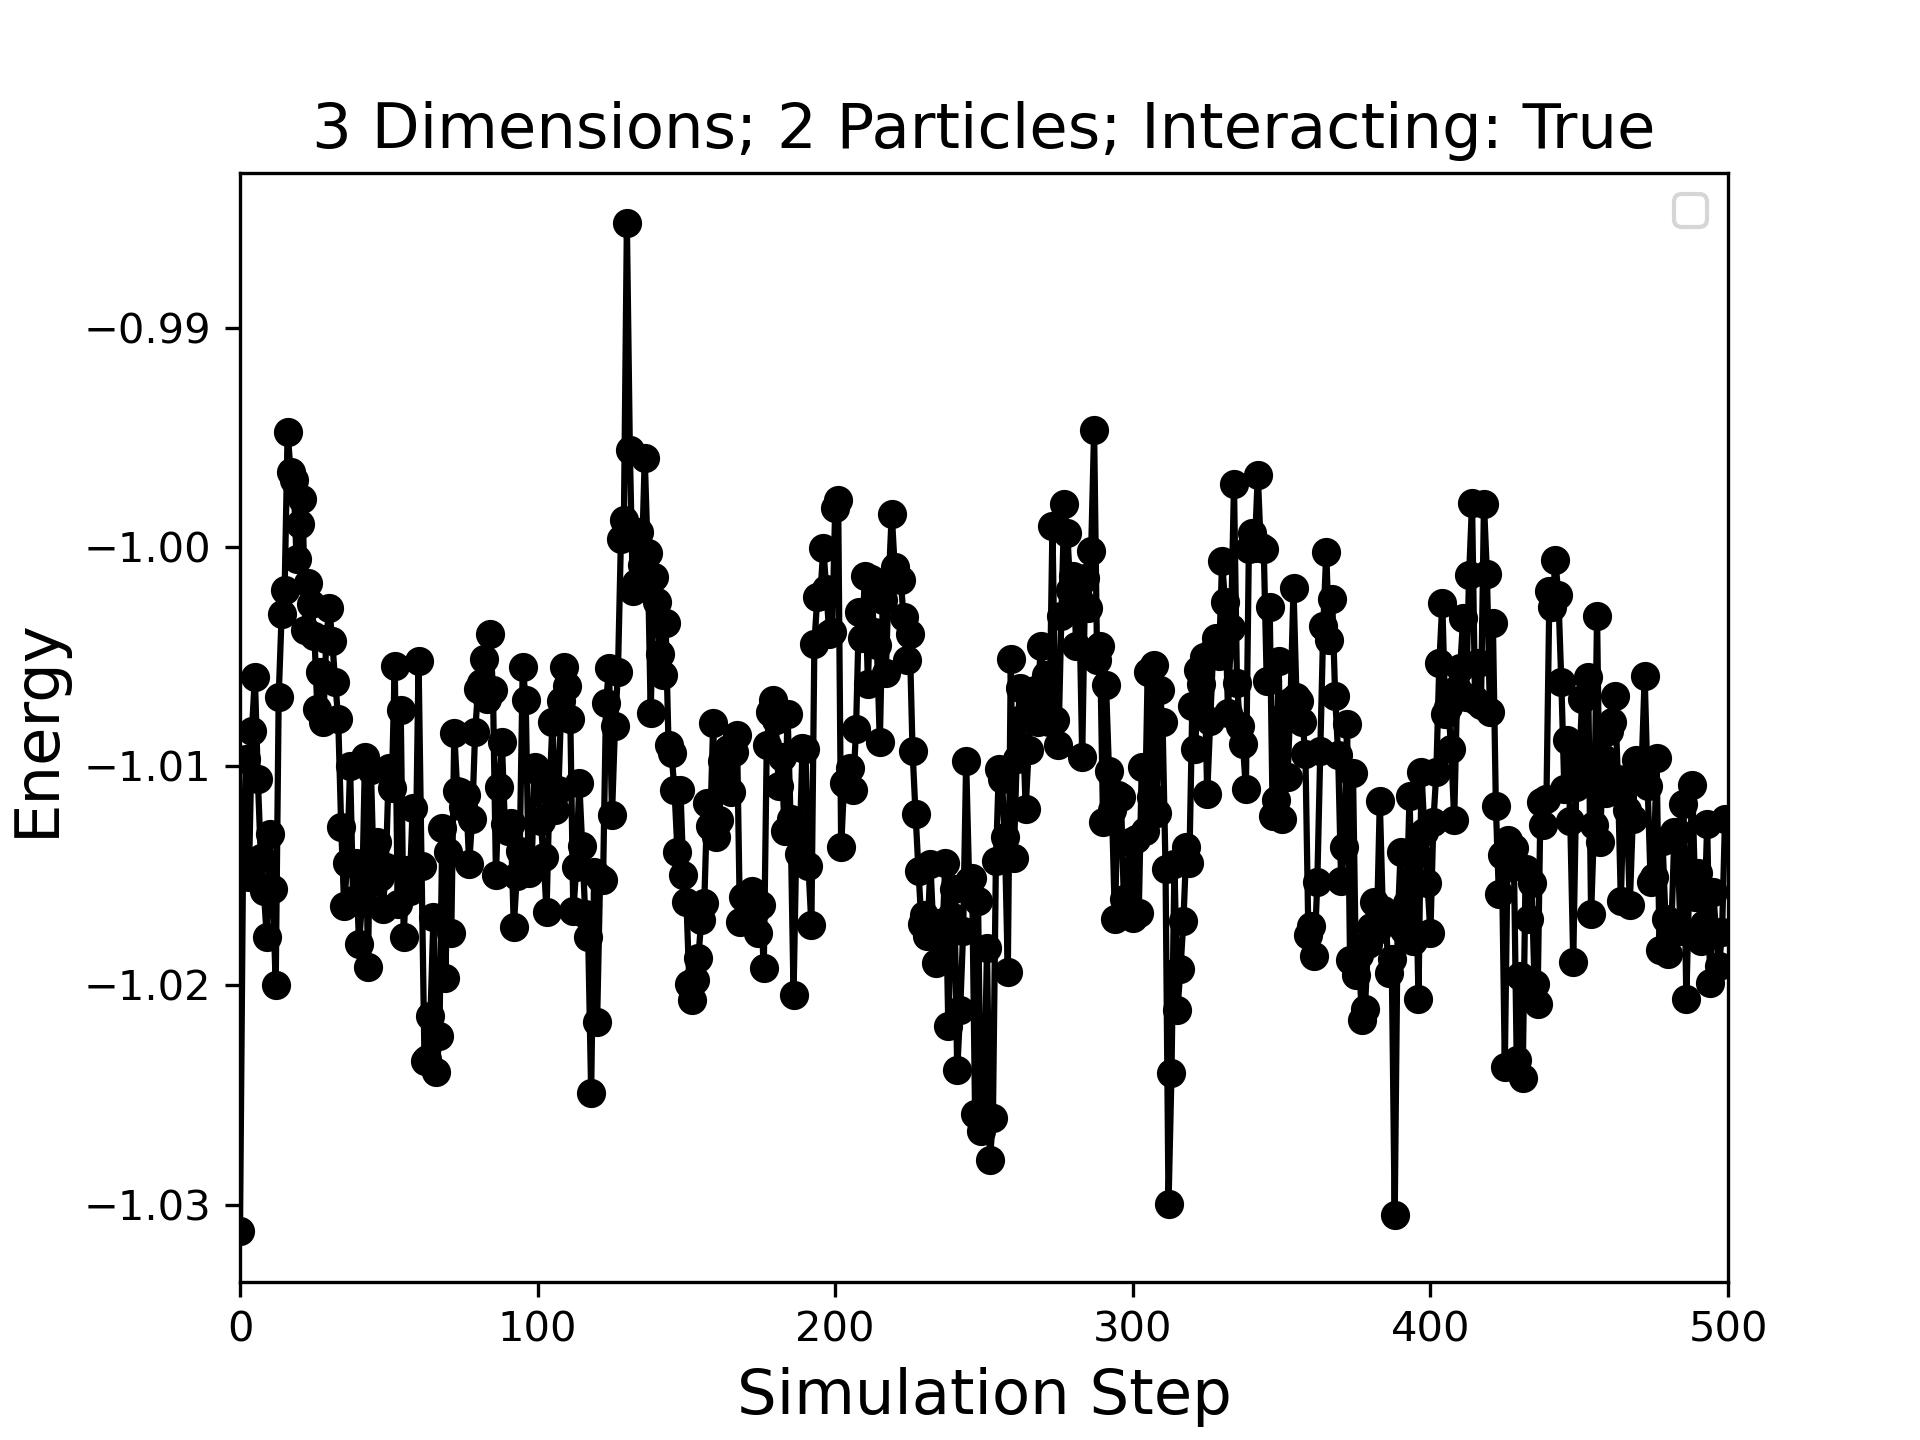 3 Dimensions; 2 Particles; Interacting: True
Energy
−0.99
−1.00
−1.01
−1.02
−1.03
0 100 200 300 400 500
Simulation Step